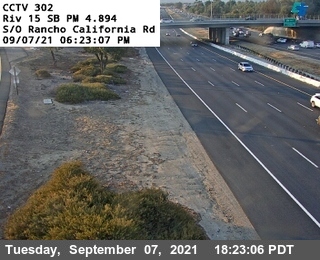 CCTV 302
Riv 15 SB PM 4.894
S/O Rancho California Rd
09/07/21 06:23:07 PM
Tuesday, September 07, 2021 18:23:06 PDT